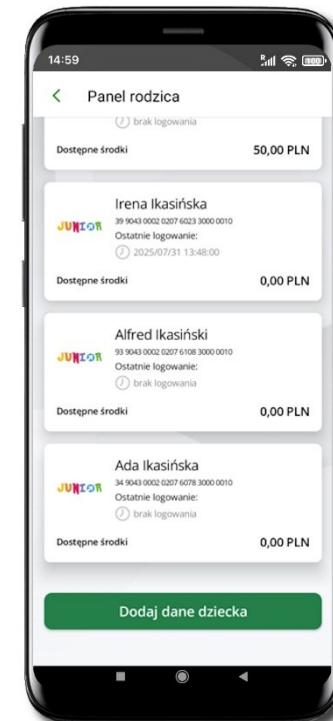 14:59
Panel rodzica
brak logowania
Dostępne środki 50,00 PLN
Irena Ikasińska
39 9043 0002 0207 6023 3000 0010
JUNIOR
Ostatnie logowanie:
2025/07/31 13:48:00
Dostępne środki 0,00 PLN
Alfred Ikasiński
93 9043 0002 0207 6108 3000 0010
JUNIOR
Ostatnie logowanie:
brak logowania
Dostępne środki 0,00 PLN
Ada Ikasińska
34 9043 0002 0207 6078 3000 0010
JUNIOR
Ostatnie logowanie:
brak logowania
Dostępne środki 0,00 PLN
Dodaj dane dziecka